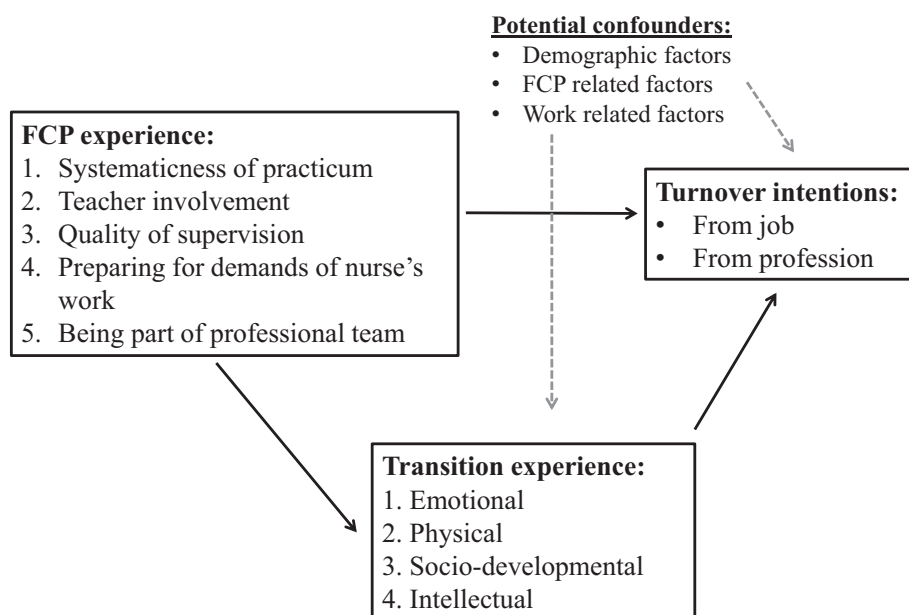 Potential confounders:
• Demographic factors
• FCP related factors
• Work related factors
FCP experience:
1. Systematicness of practicum
2. Teacher involvement
3. Quality of supervision
4. Preparing for demands of nurse’s
work
5. Being part of professional team
Turnover intentions:
• From job
• From profession
Transition experience:
1. Emotional
2. Physical
3. Socio-developmental
4. Intellectual